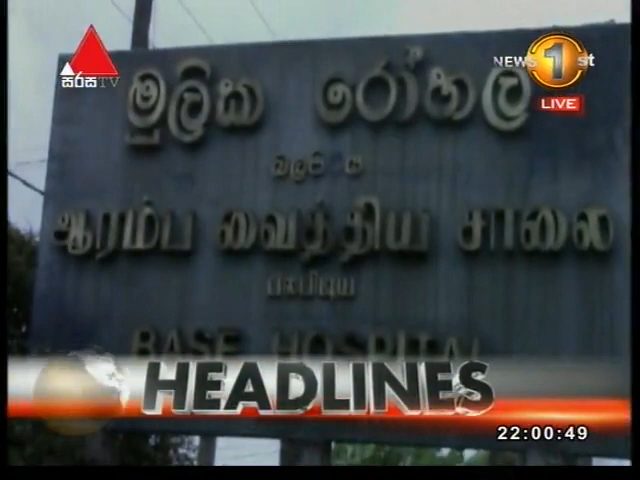 සිරස TV
NEWS 1st
LIVE
මූලික රෝහල
ஆரம்ப வைத்திய சாலை
BASE HOSPITAL
HEADLINES
22:00:49